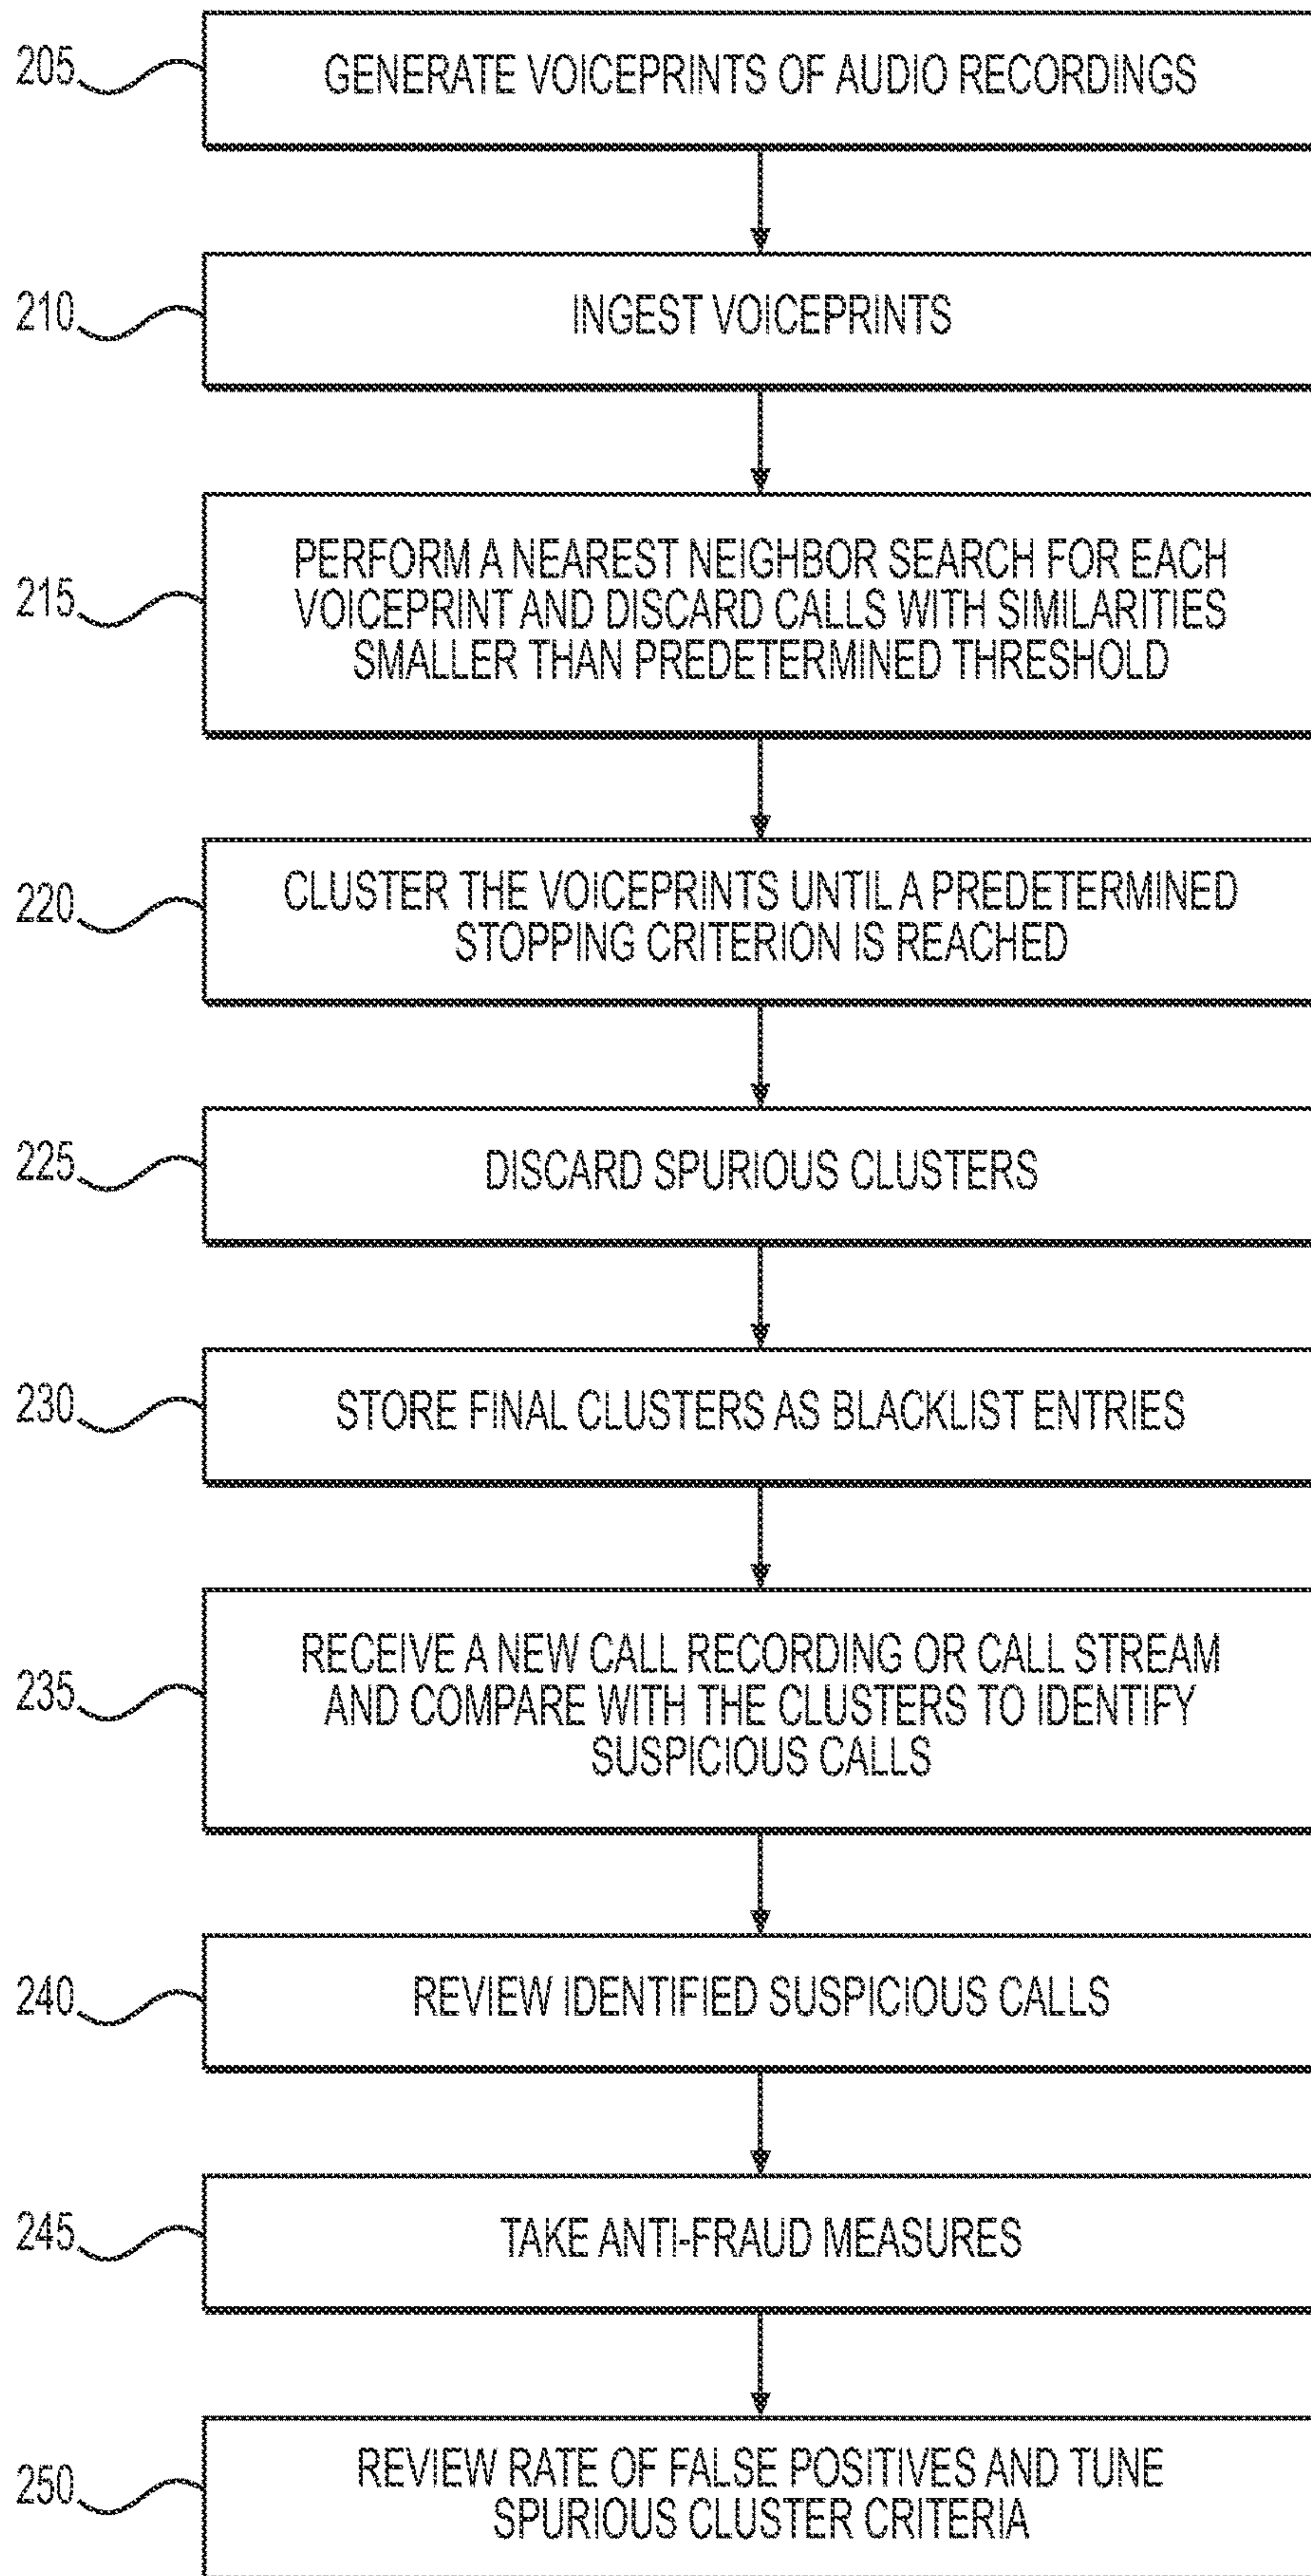 205
GENERATE VOICEPRINTS OF AUDIO RECORDINGS
210
INGEST VOICEPRINTS
215
PERFORM A NEAREST NEIGHBOR SEARCH FOR EACH
VOICEPRINT AND DISCARD CALLS WITH SIMILARITIES
SMALLER THAN PREDETERMINED THRESHOLD
220
CLUSTER THE VOICEPRINTS UNTIL A PREDETERMINED
STOPPING CRITERION IS REACHED
225
DISCARD SPURIOUS CLUSTERS
230
STORE FINAL CLUSTERS AS BLACKLIST ENTRIES
235
RECEIVE A NEW CALL RECORDING OR CALL STREAM
AND COMPARE WITH THE CLUSTERS TO IDENTIFY
SUSPICIOUS CALLS
240
REVIEW IDENTIFIED SUSPICIOUS CALLS
245
TAKE ANTI-FRAUD MEASURES
250
REVIEW RATE OF FALSE POSITIVES AND TUNE
SPURIOUS CLUSTER CRITERIA